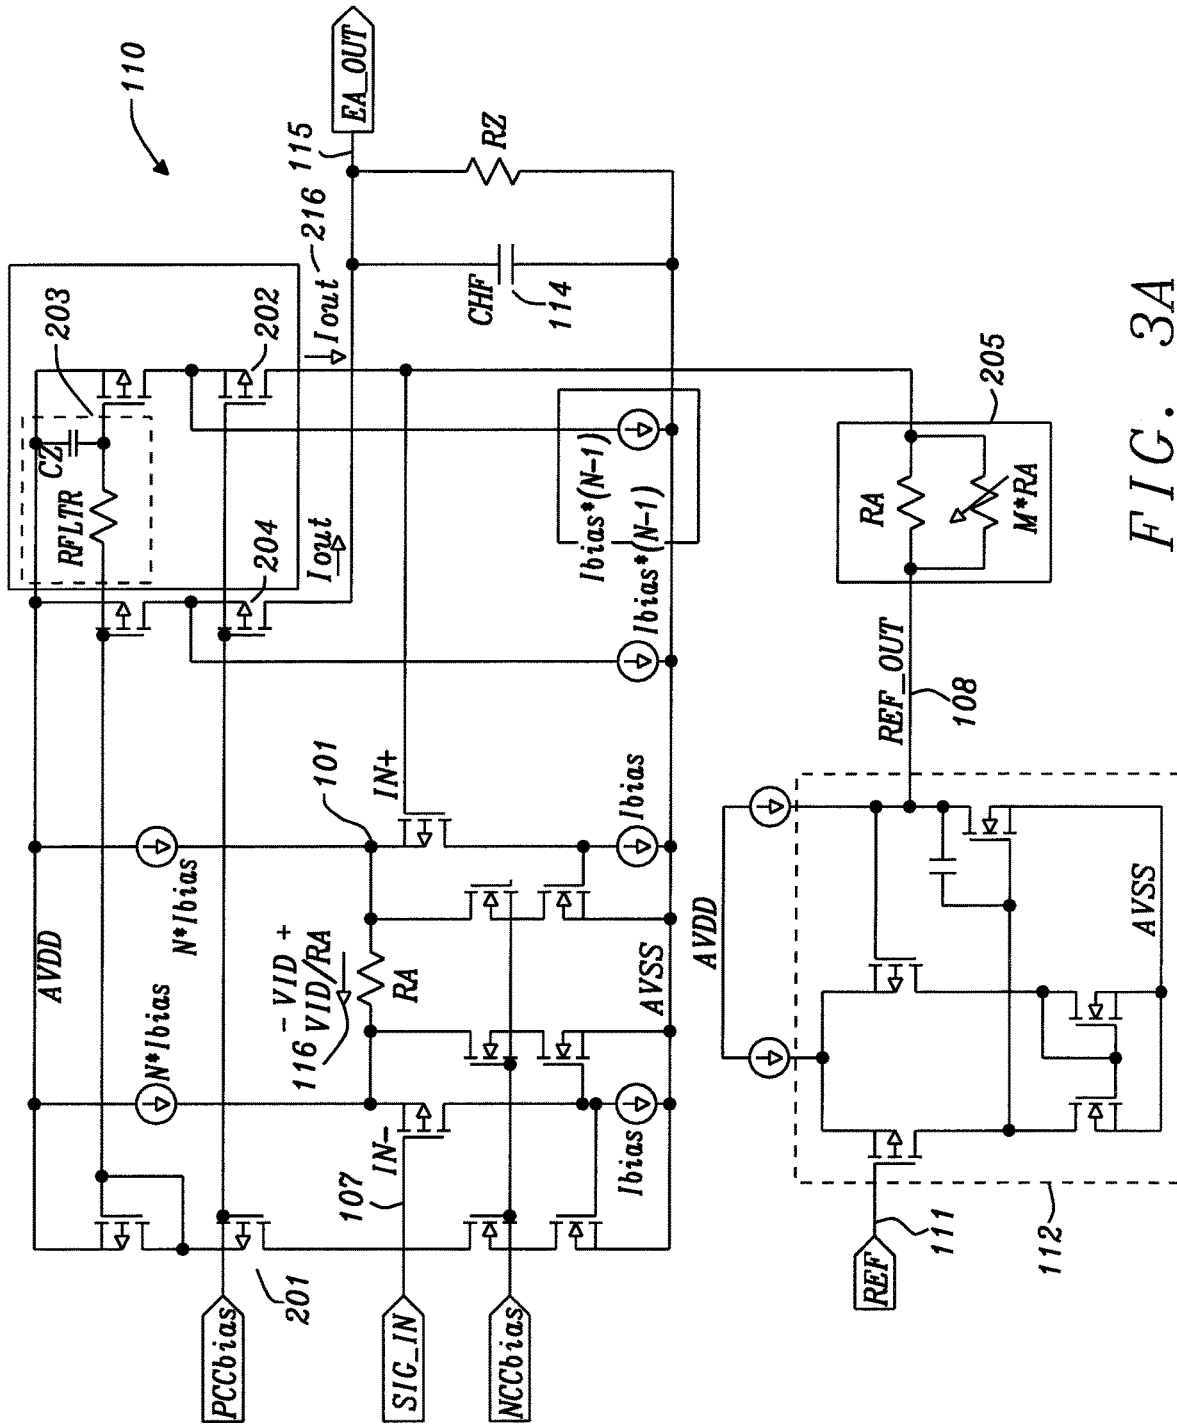 110
203
202
216
Iout
115
EA_OUT
CZ
RFLTR
204
Iout
CHF
114
RZ
AVDD
N*Ibias
N*Ibias
101
IN+
Ibias*(N-1)
Ibias*(N-1)
- VID +
VID/RA
116
RA
AVSS
Ibias
201
PCCbias
107
IN-
SIG_IN
NCCbias
Ibias
205
RA
M*RA
REF_OUT
108
AVDD
AVSS
REF
111
112
FIG. 3A